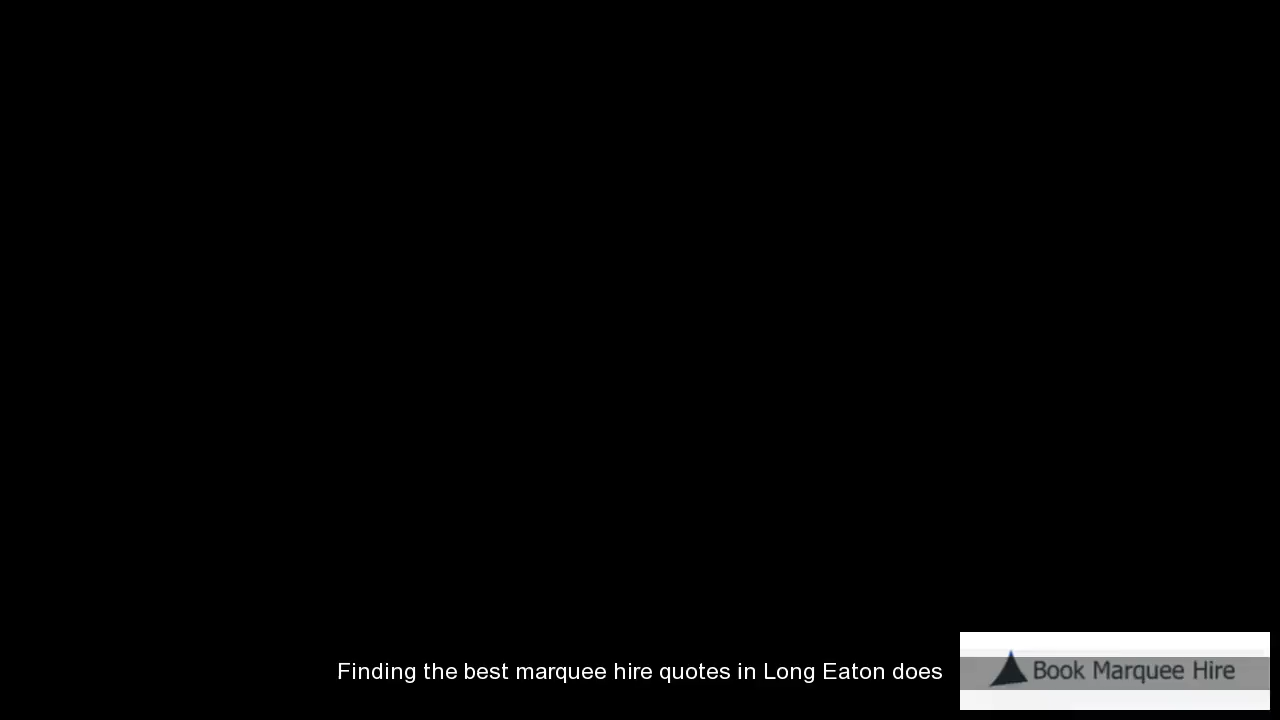 Finding the best marquee hire quotes in Long Eaton does
Book Marquee Hire